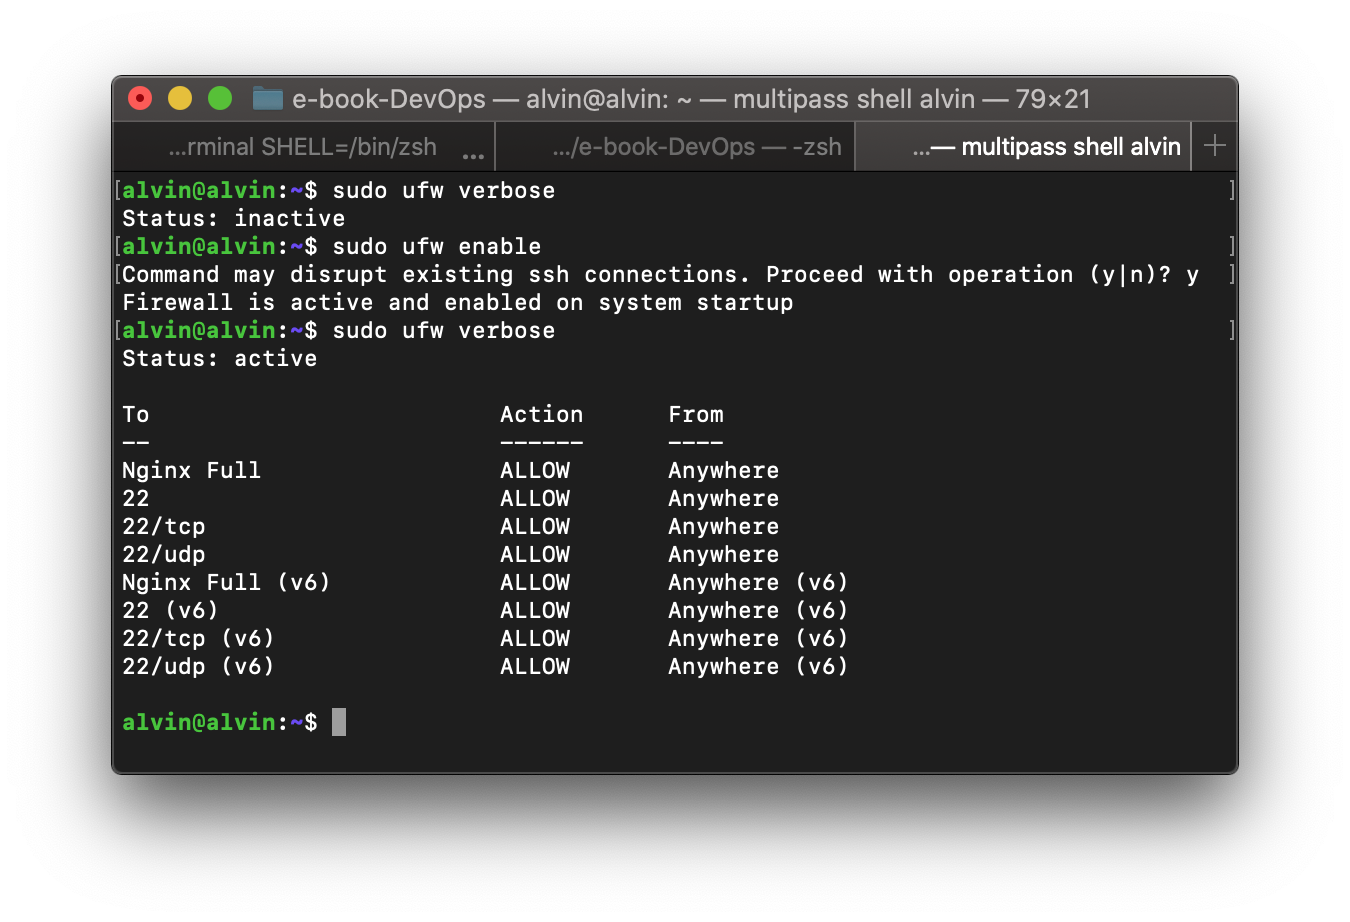 e-book-DevOps — alvin@alvin: ~ — multipass shell alvin — 79×21
...rminal SHELL=/bin/zsh ... .../e-book-DevOps — -zsh ...— multipass shell alvin +
[alvin@alvin:~$ sudo ufw verbose ]
Status: inactive
[alvin@alvin:~$ sudo ufw enable ]
[Command may disrupt existing ssh connections. Proceed with operation (y|n)? y ]
Firewall is active and enabled on system startup
[alvin@alvin:~$ sudo ufw verbose ]
Status: active
To Action From
-- ------ ----
Nginx Full ALLOW Anywhere
22 ALLOW Anywhere
22/tcp ALLOW Anywhere
22/udp ALLOW Anywhere
Nginx Full (v6) ALLOW Anywhere (v6)
22 (v6) ALLOW Anywhere (v6)
22/tcp (v6) ALLOW Anywhere (v6)
22/udp (v6) ALLOW Anywhere (v6)
alvin@alvin:~$